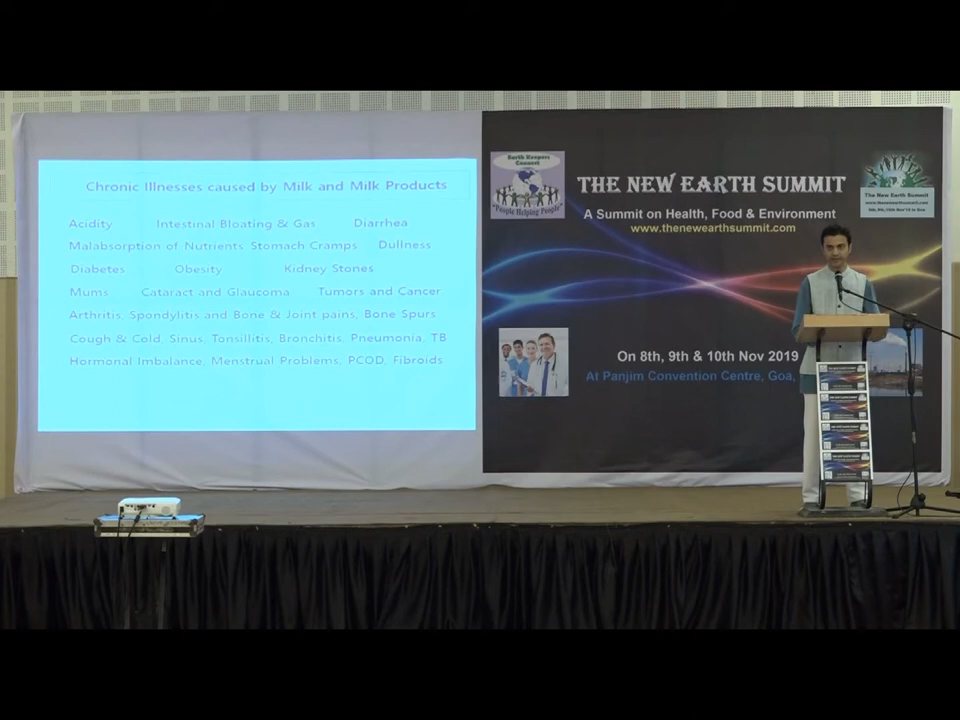 Chronic Illnesses caused by Milk and Milk Products
Acidity Intestinal Bloating & Gas Diarrhea
Malabsorption of Nutrients Stomach Cramps Dullness
Diabetes Obesity Kidney Stones
Mums Cataract and Glaucoma Tumors and Cancer
Arthritis, Spondylitis and Bone & Joint pains, Bone Spurs
Cough & Cold, Sinus, Tonsillitis, Bronchitis, Pneumonia, TB
Hormonal Imbalance, Menstrual Problems, PCOD, Fibroids
Earth Keepers
Connect
"People Helping People"
THE NEW EARTH SUMMIT
A Summit on Health, Food & Environment
www.thenewearthsummit.com
The New Earth Summit
www.thenewearthsummit.com
On 8th, 9th & 10th Nov 2019
At Panjim Convention Centre, Goa,